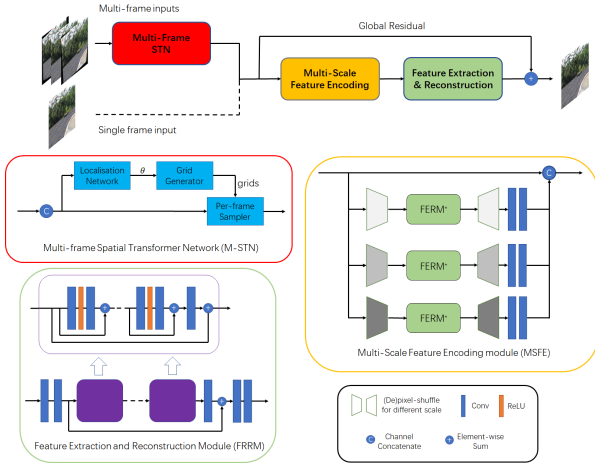 Multi-frame inputs
Multi-Frame
STN
Global Residual
Multi-Scale
Feature Encoding
Feature Extraction
& Reconstruction
+
Single frame input
Localisation
Network
θ
Grid
Generator
grids
C
Per-frame
Sampler
Multi-frame Spatial Transformer Network (M-STN)
C
FERM⁺
FERM⁺
FERM⁺
Multi-Scale Feature Encoding module (MSFE)
+
+
+
Feature Extraction and Reconstruction Module (FRRM)
(De)pixel-shuffle
for different scale
Conv
ReLU
C
Channel
Concatenate
+
Element-wise
Sum